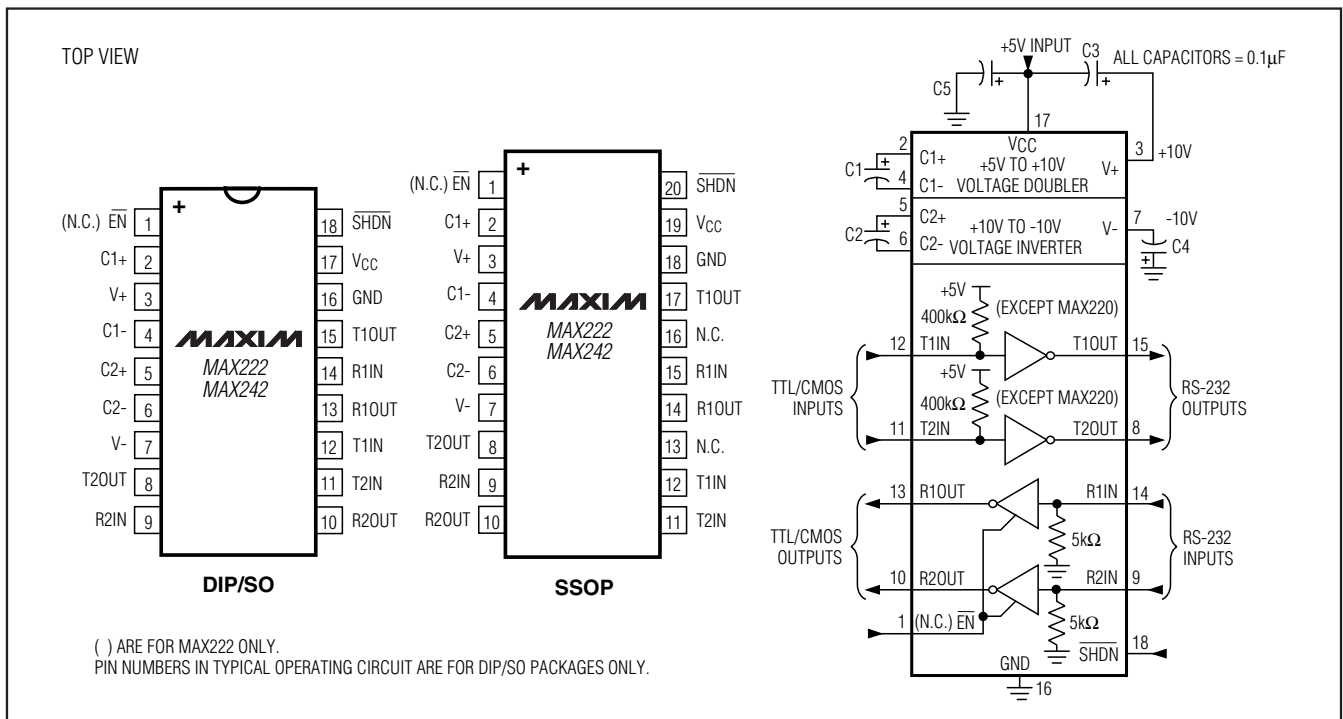 TOP VIEW
DIP/SO
+
MAXIM
MAX222
MAX242
(N.C.) EN 1
C1+ 2
V+ 3
C1- 4
C2+ 5
C2- 6
V- 7
T2OUT 8
R2IN 9
18 SHDN
17 VCC
16 GND
15 T1OUT
14 R1IN
13 R1OUT
12 T1IN
11 T2IN
10 R2OUT
SSOP
+
MAXIM
MAX222
MAX242
(N.C.) EN 1
C1+ 2
V+ 3
C1- 4
C2+ 5
C2- 6
V- 7
T2OUT 8
R2IN 9
R2OUT 10
20 SHDN
19 VCC
18 GND
17 T1OUT
16 N.C.
15 R1IN
14 R1OUT
13 N.C.
12 T1IN
11 T2IN
( ) ARE FOR MAX222 ONLY.
PIN NUMBERS IN TYPICAL OPERATING CIRCUIT ARE FOR DIP/SO PACKAGES ONLY.
+5V INPUT
C3
ALL CAPACITORS = 0.1µF
C5
+
+
17
VCC
2 C1+
C1 +
4 C1-
+5V TO +10V
VOLTAGE DOUBLER
V+ 3 +10V
5 C2+
C2 +
6 C2-
+10V TO -10V
VOLTAGE INVERTER
V- 7 -10V
C4
+
+5V
400kΩ
(EXCEPT MAX220)
12 T1IN
T1OUT 15
+5V
400kΩ
(EXCEPT MAX220)
11 T2IN
T2OUT 8
TTL/CMOS
INPUTS
RS-232
OUTPUTS
13 R1OUT
R1IN 14
5kΩ
TTL/CMOS
OUTPUTS
RS-232
INPUTS
10 R2OUT
R2IN 9
5kΩ
1 (N.C.) EN
SHDN 18
GND
16